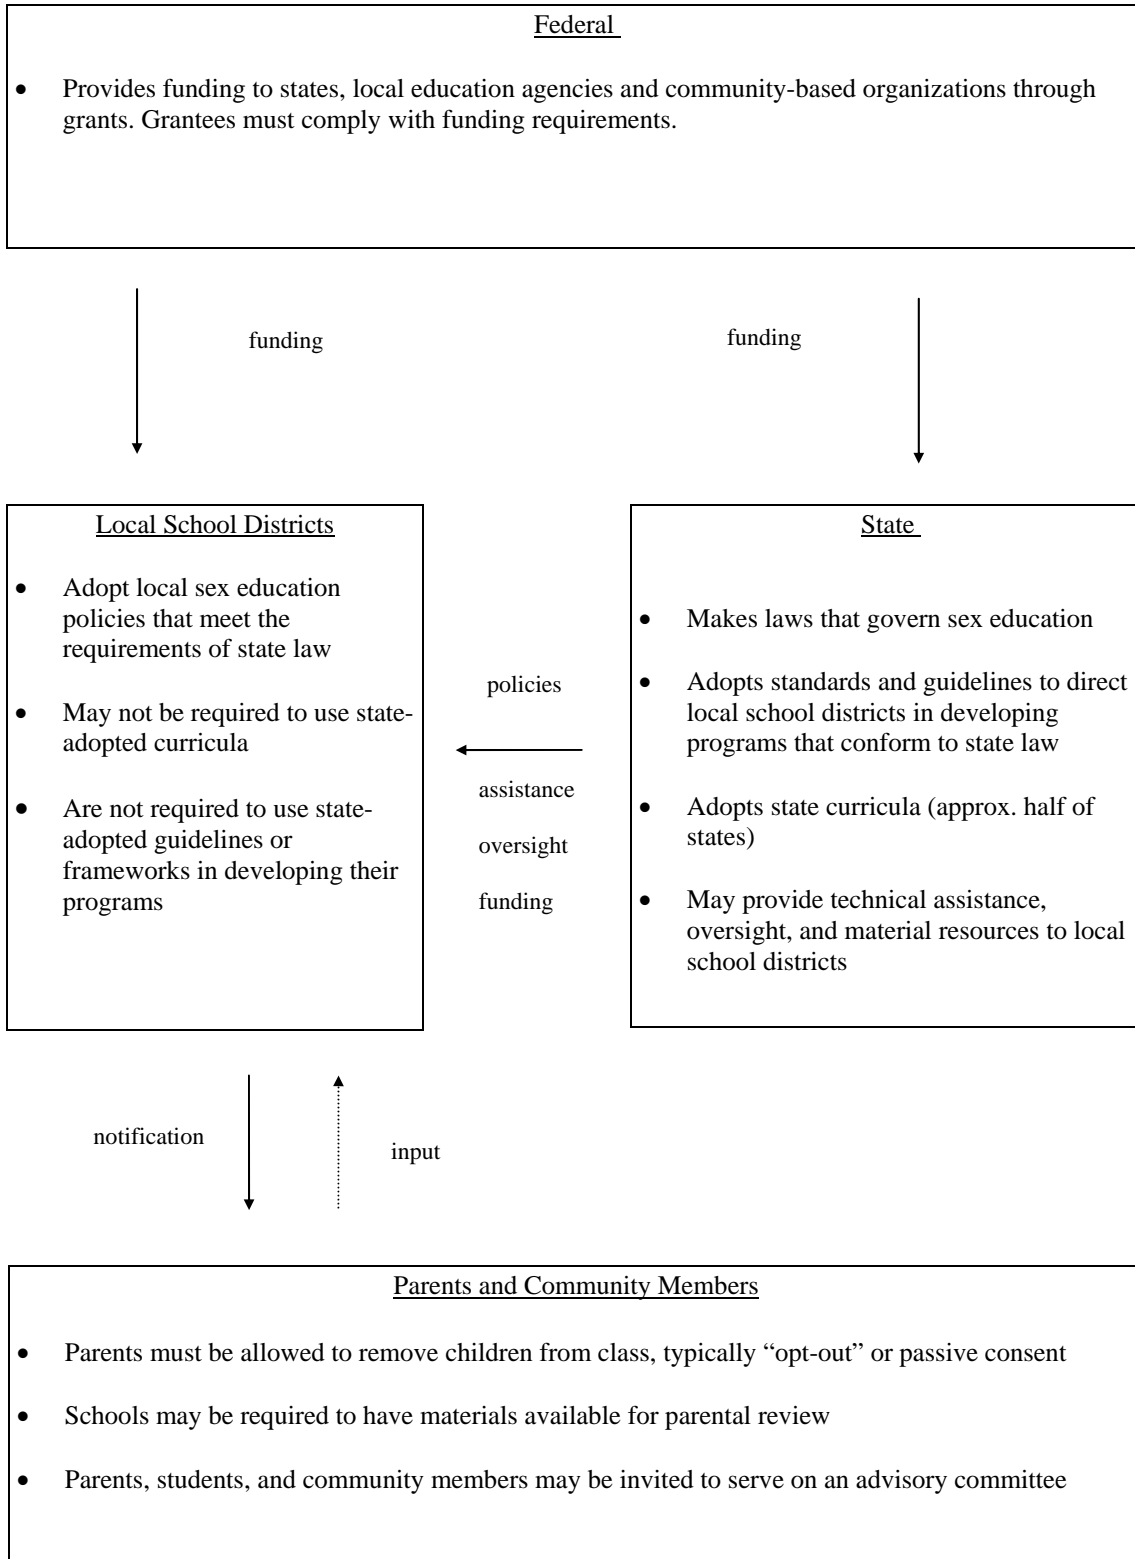 Federal
• Provides funding to states, local education agencies and community-based organizations through
grants. Grantees must comply with funding requirements.
funding
funding
Local School Districts
• Adopt local sex education
policies that meet the
requirements of state law
• May not be required to use state-
adopted curricula
• Are not required to use state-
adopted guidelines or
frameworks in developing their
programs
policies
assistance
oversight
funding
State
• Makes laws that govern sex education
• Adopts standards and guidelines to direct
local school districts in developing
programs that conform to state law
• Adopts state curricula (approx. half of
states)
• May provide technical assistance,
oversight, and material resources to local
school districts
notification
input
Parents and Community Members
• Parents must be allowed to remove children from class, typically “opt-out” or passive consent
• Schools may be required to have materials available for parental review
• Parents, students, and community members may be invited to serve on an advisory committee